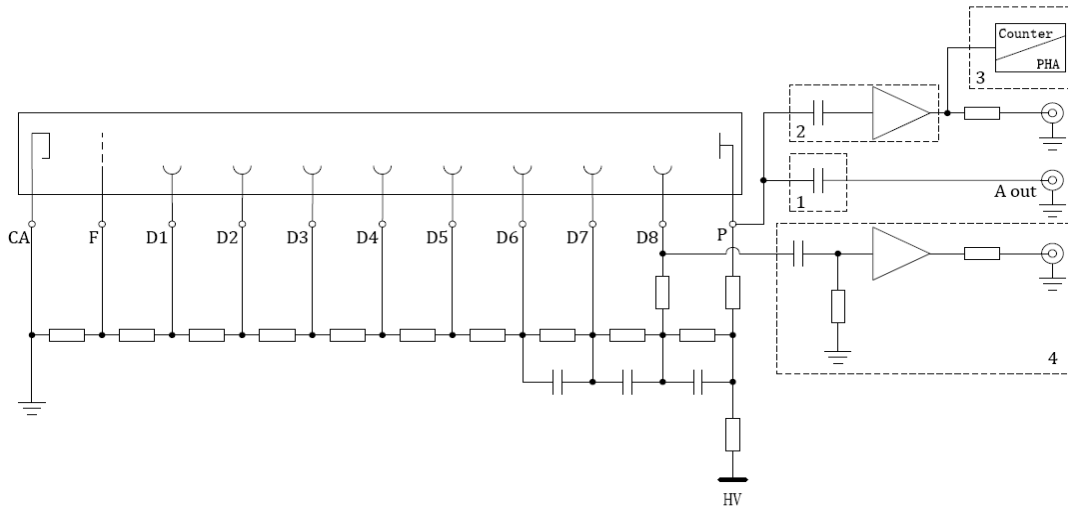 Counter
PHA
3
2
1
A out
CA F D1 D2 D3 D4 D5 D6 D7 D8 P
4
HV